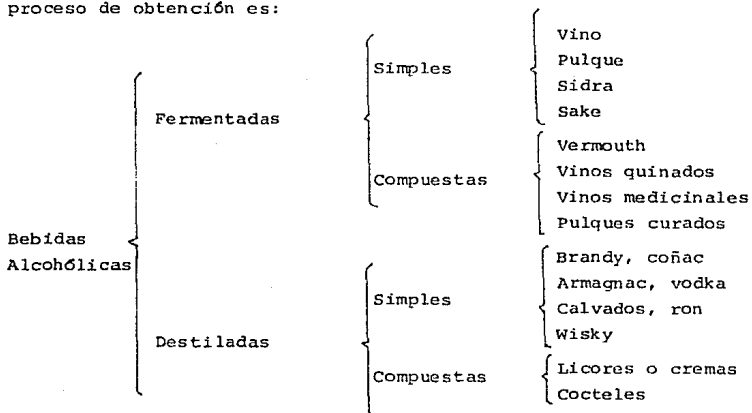 proceso de obtención es:
Bebidas
Alcohólicas
Fermentadas
Simples
Vino
Pulque
Sidra
Sake
Compuestas
Vermouth
Vinos quinados
Vinos medicinales
Pulques curados
Destiladas
Simples
Brandy, coñac
Armagnac, vodka
Calvados, ron
Wisky
Compuestas
Licores o cremas
Cocteles